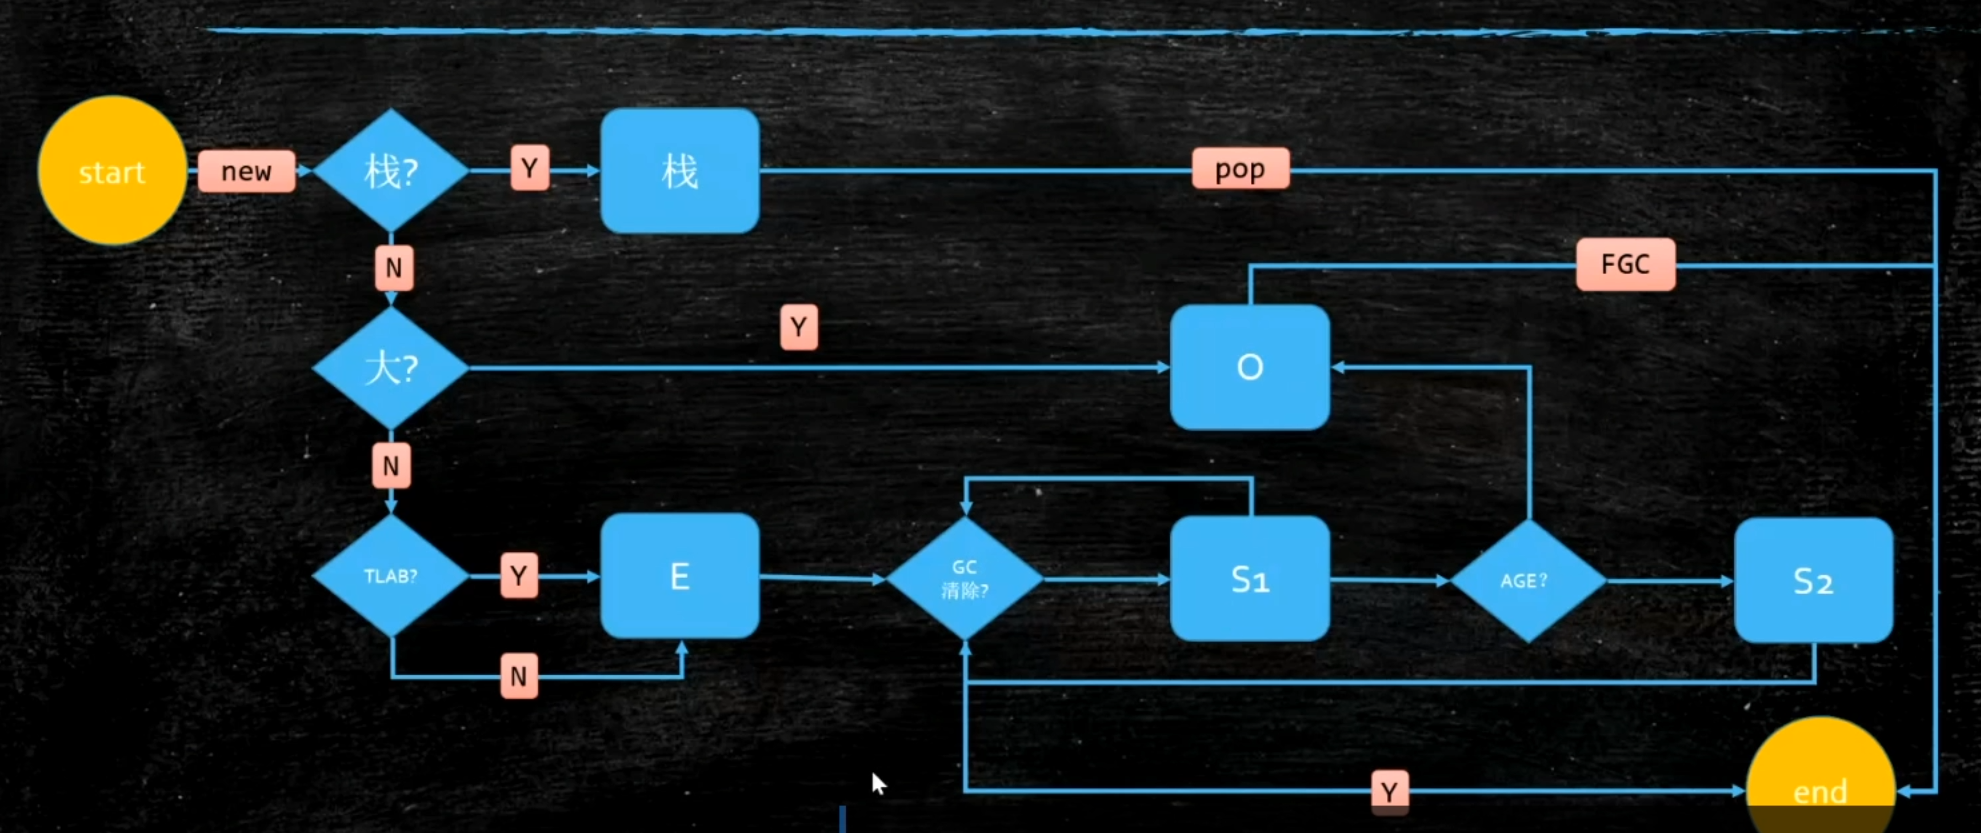 start
new
栈?
Y
栈
pop
N
FGC
Y
大?
O
N
TLAB?
Y
E
GC
清除?
S1
AGE?
S2
N
Y
end